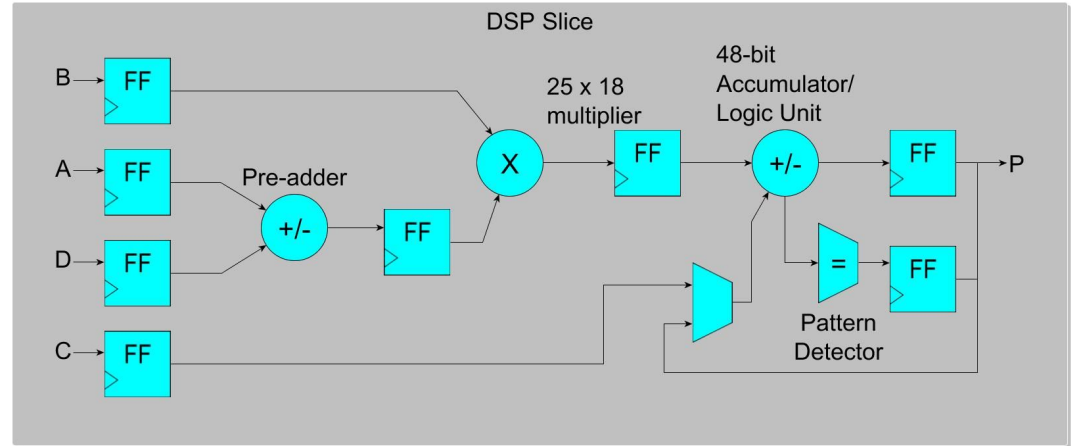 DSP Slice
B
FF
25 x 18
multiplier
48-bit
Accumulator/
Logic Unit
FF
FF
X
+/-
P
A
FF
Pre-adder
+/-
FF
D
FF
=
FF
Pattern
Detector
C
FF